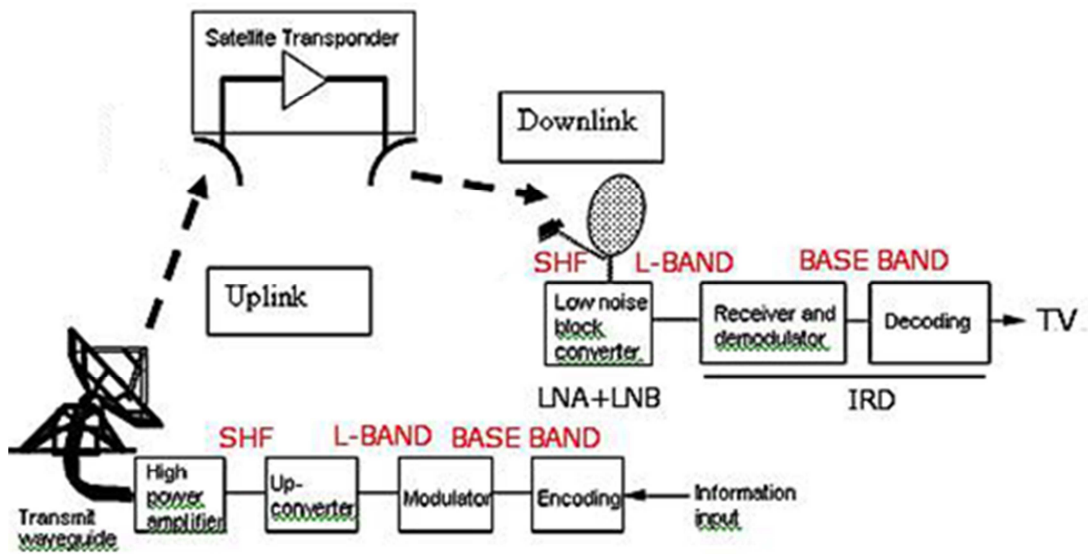 Satellite Transponder
Downlink
Uplink
SHF L-BAND BASE BAND
Low noise
block
converter
Receiver and
demodulator
Decoding
TV
LNA+LNB
IRD
SHF L-BAND BASE BAND
High
power
amplifier
Up-
converter
Modulator
Encoding
Information
input
Transmit
waveguide